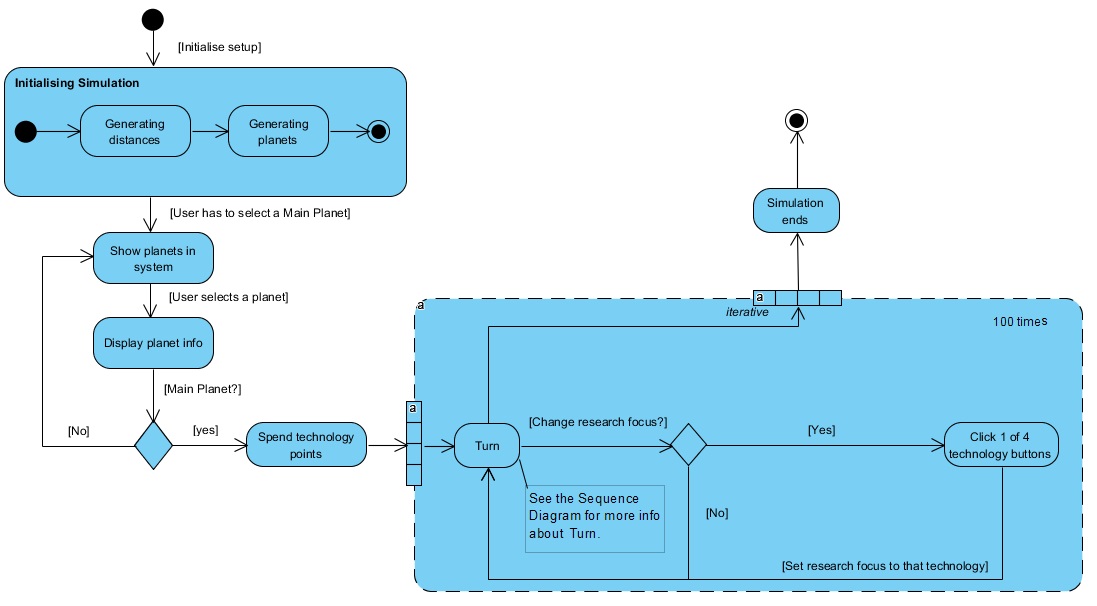 [Initialise setup]
Initialising Simulation
Generating
distances
Generating
planets
[User has to select a Main Planet]
Show planets in
system
[User selects a planet]
Display planet info
[Main Planet?]
[No]
[yes]
Spend technology
points
Simulation
ends
a
a
iterative
100 times
a
Turn
[Change research focus?]
[Yes]
Click 1 of 4
technology buttons
See the Sequence
Diagram for more info
about Turn.
[No]
[Set research focus to that technology]